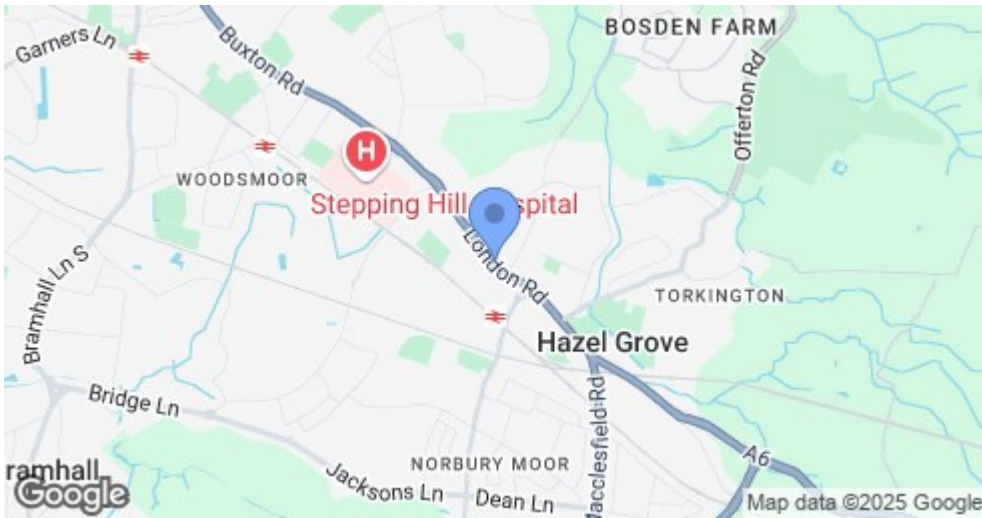 BOSDEN FARM
Garners Ln
Buxton Rd
Offerton Rd
H
WOODSMOOR
Stepping Hill spital
London Rd
Bramhall Ln S
TORKINGTON
Hazel Grove
Bridge Ln
Macclesfield Rd
A6
ramhall
NORBURY MOOR
Jacksons Ln
Dean Ln
Google
Map data ©2025 Google